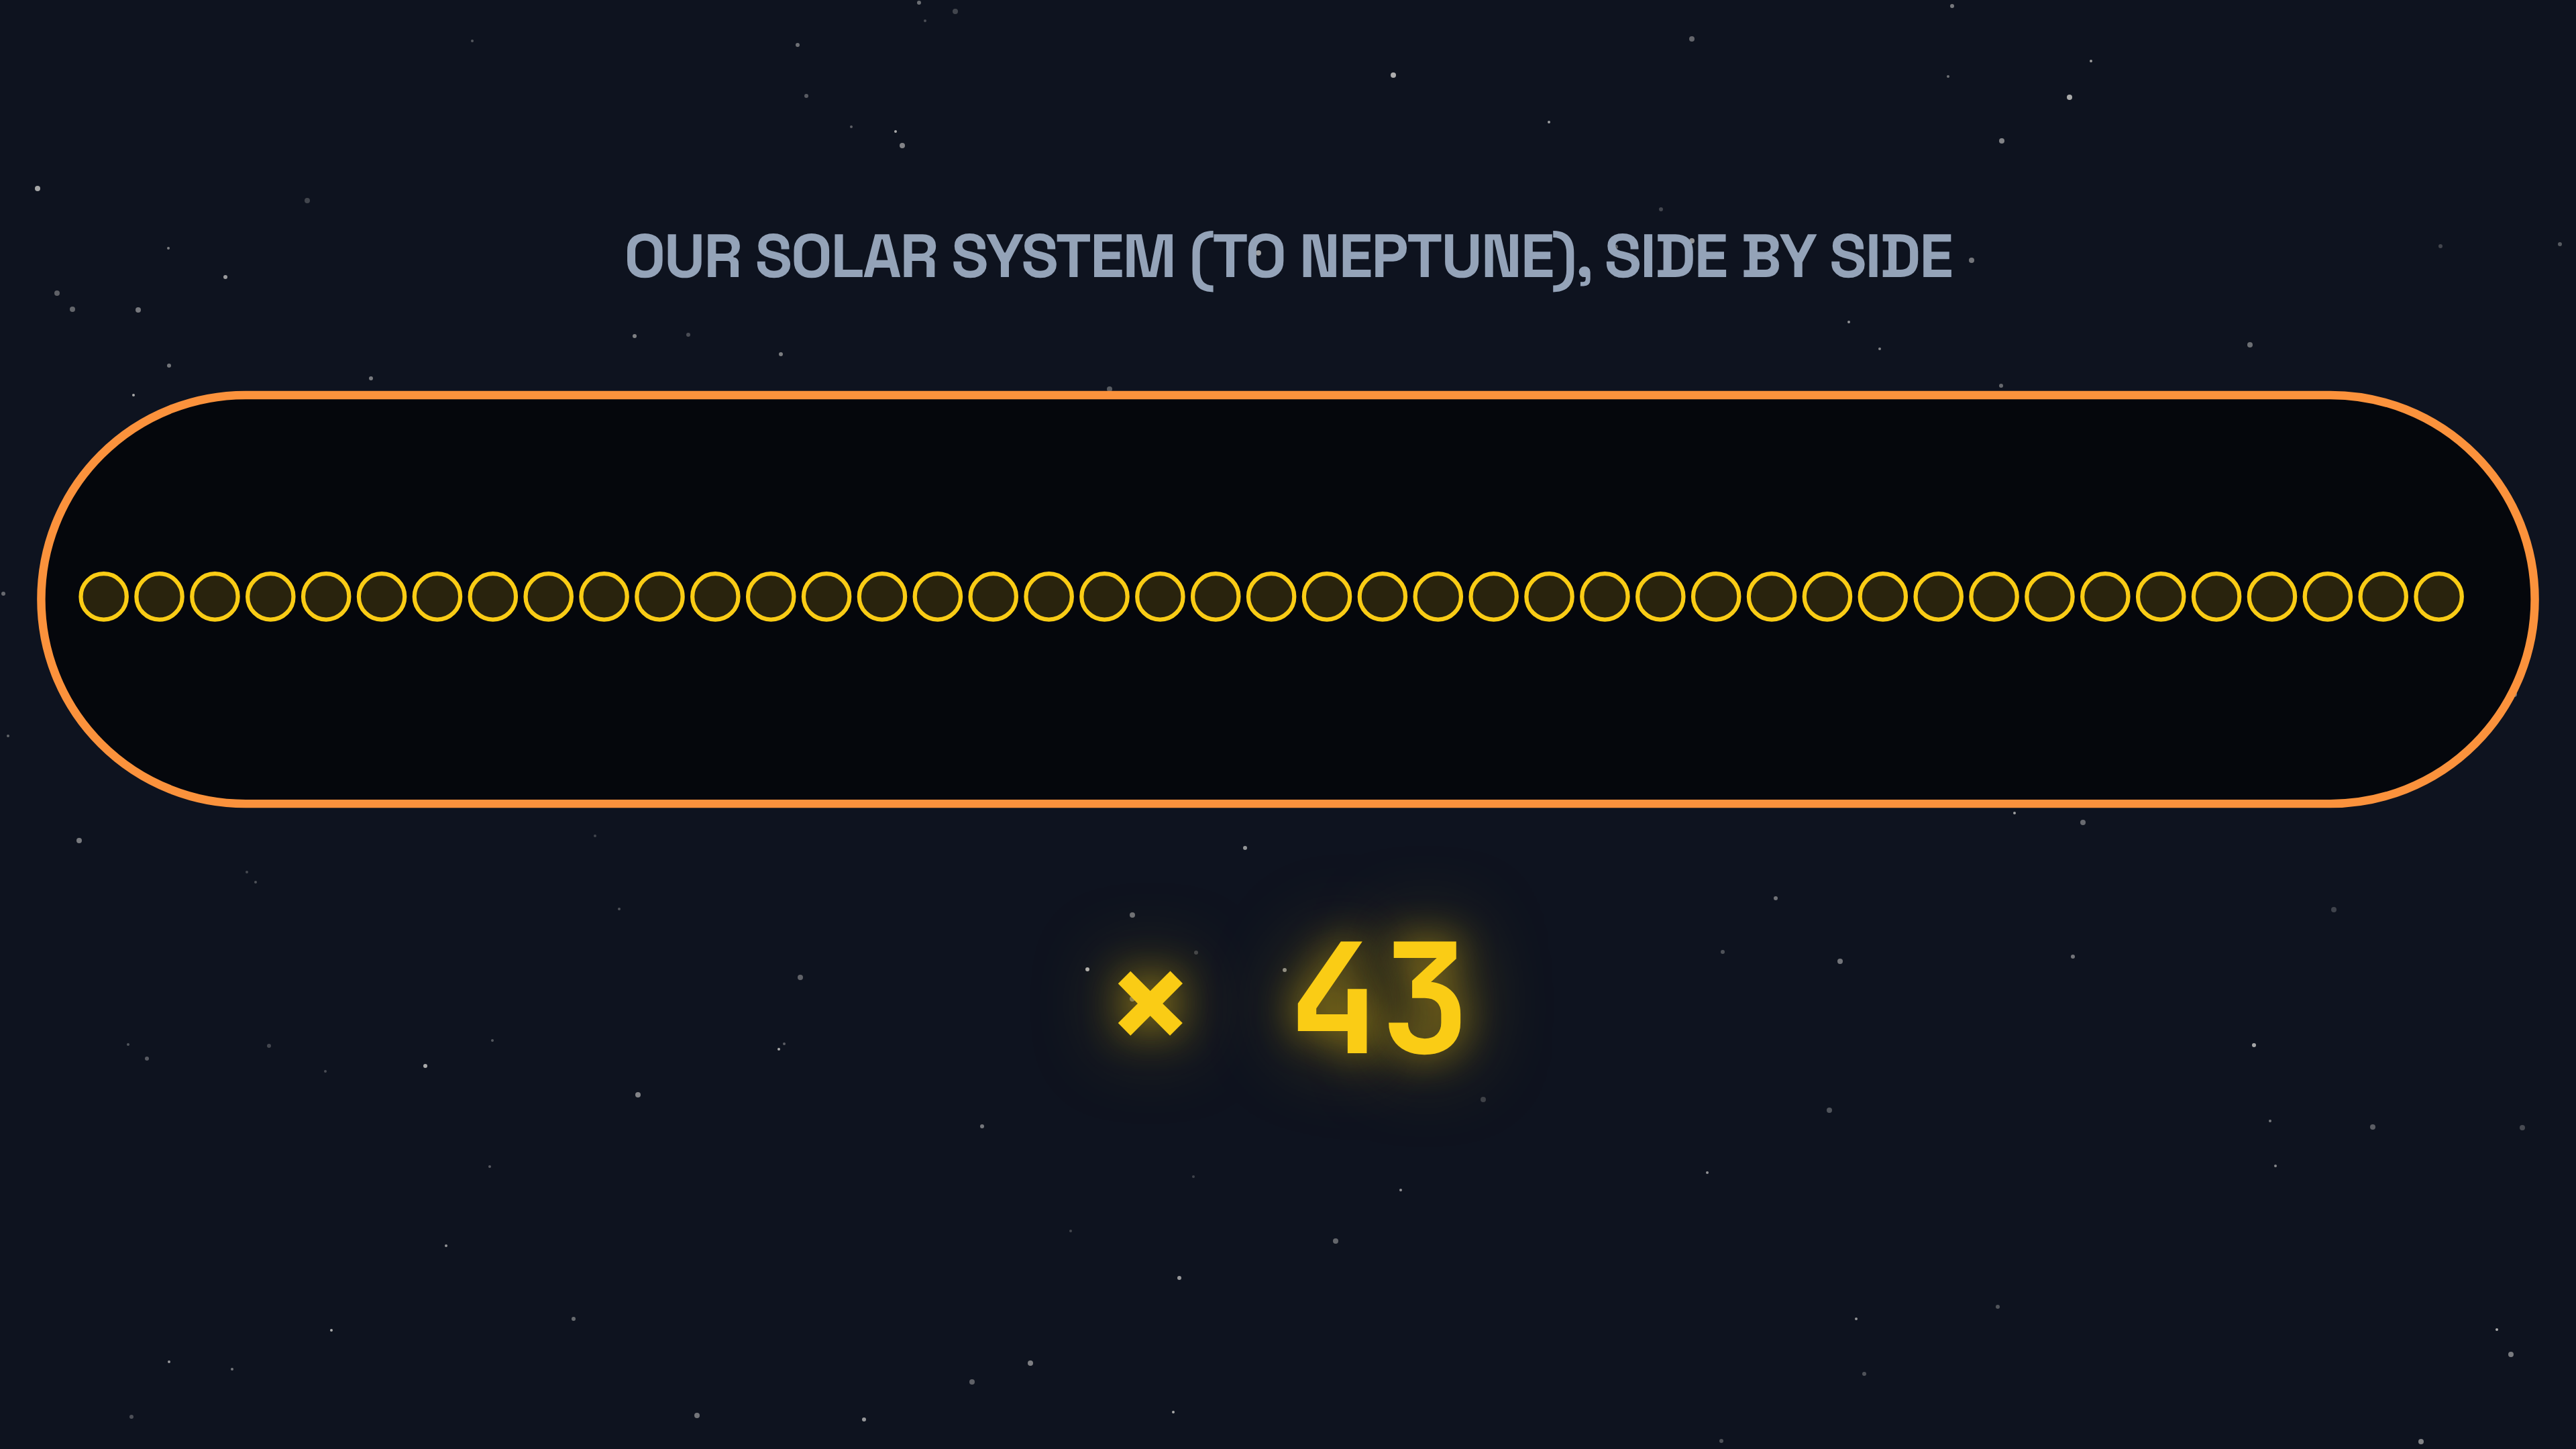 OUR SOLAR SYSTEM (TO NEPTUNE), SIDE BY SIDE
× 43